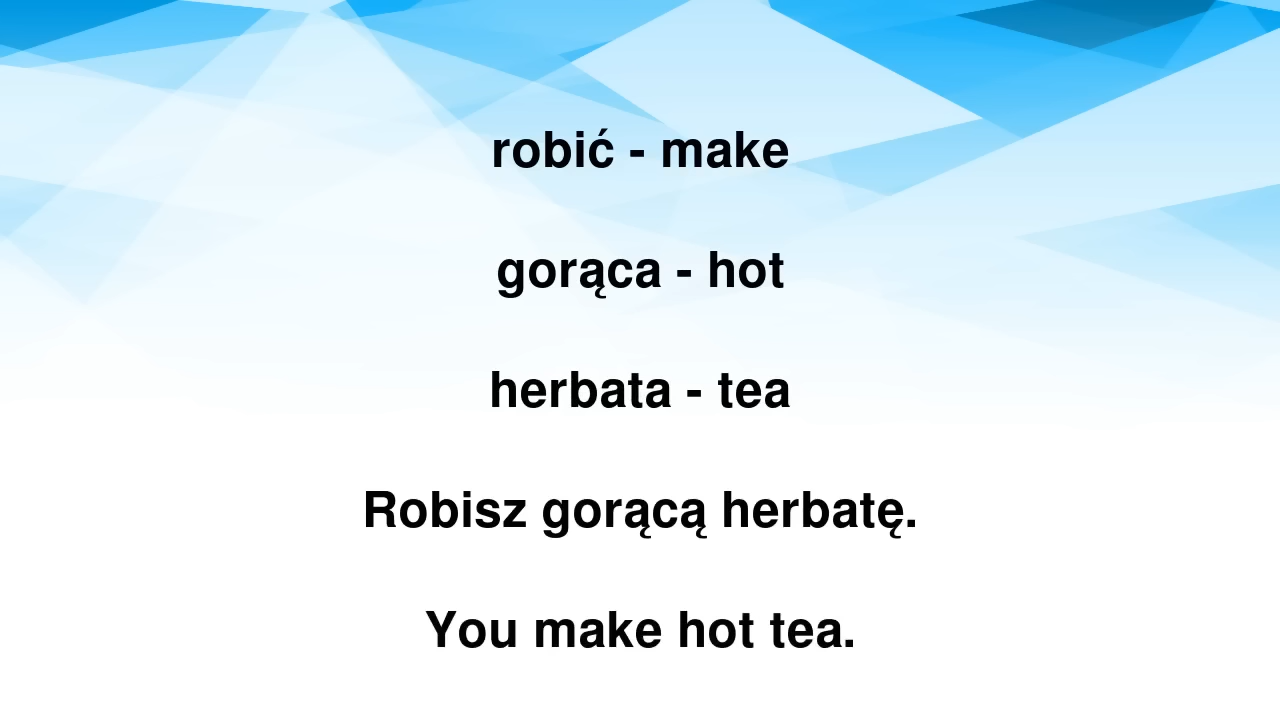 robić - make
gorąca - hot
herbata - tea
Robisz gorącą herbatę.
You make hot tea.